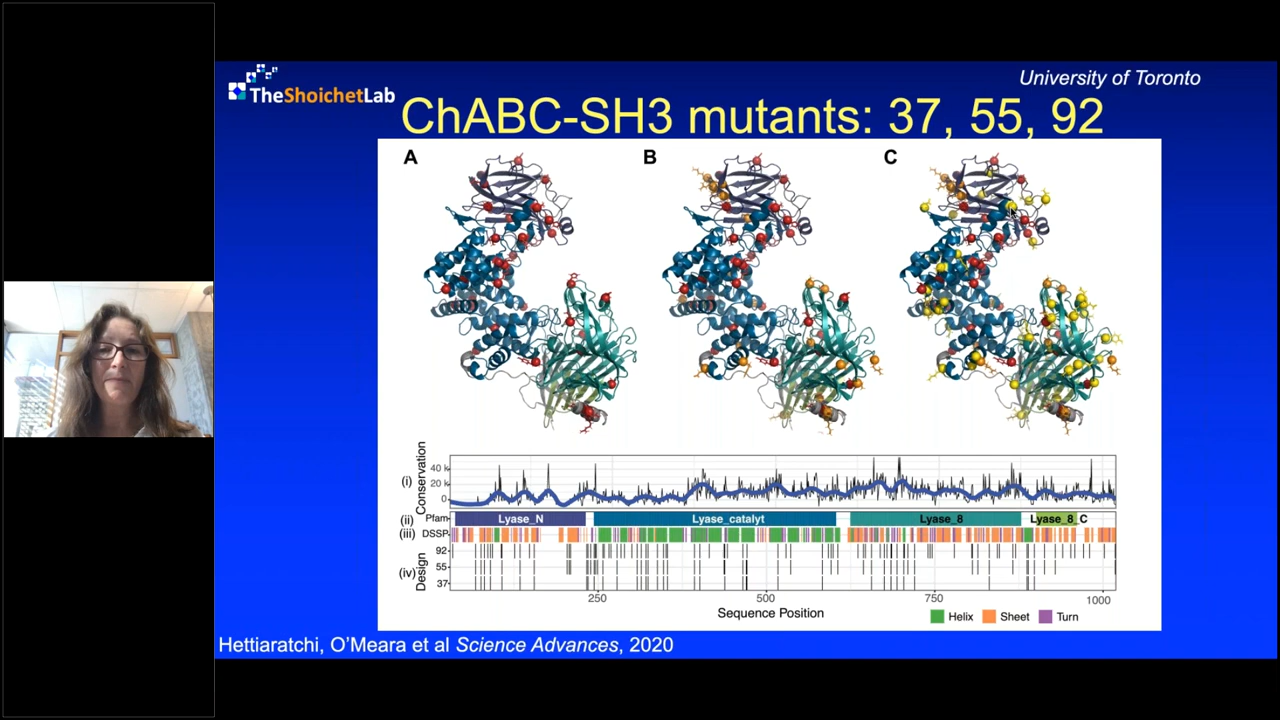 TheShoichetLab
University of Toronto
ChABC-SH3 mutants: 37, 55, 92
A
B
C
Conservation
(i)
40 k
20
0
(ii)
Pfam
Lyase_N
Lyase_catalyt
Lyase_8
Lyase_8_C
(iii)
DSSP
(iv)
Design
92
55
37
250
500
750
1000
Sequence Position
Helix
Sheet
Turn
Hettiaratchi, O'Meara et al Science Advances, 2020